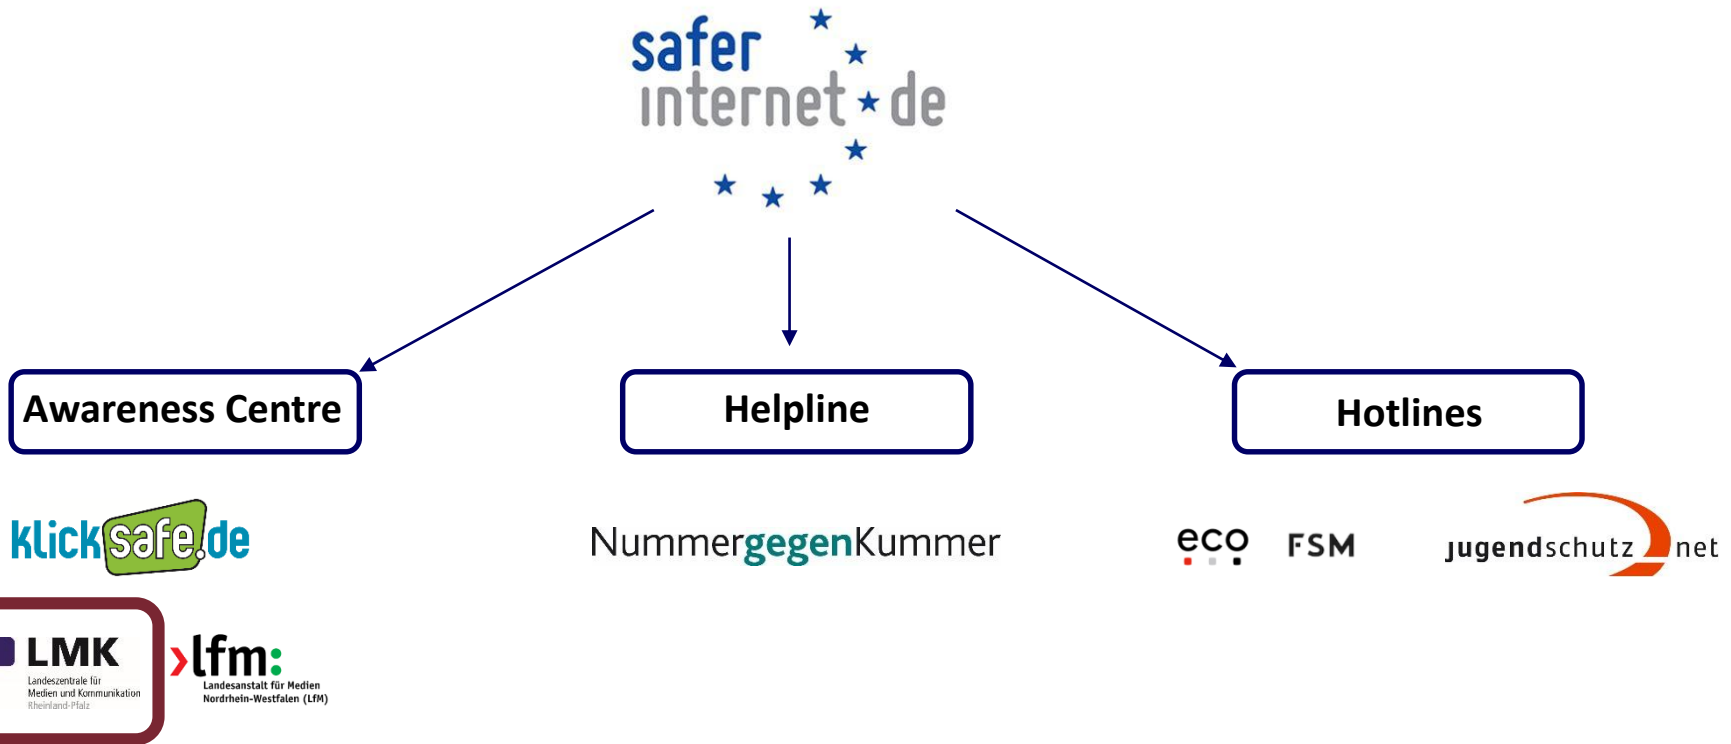 safer
internet de
Awareness Centre
Helpline
Hotlines
klicksafe.de
NummergegenKummer
eco
FSM
jugendschutz net
LMK
Landeszentrale für
Medien und Kommunikation
Rheinland-Pfalz
lfm:
Landesanstalt für Medien
Nordrhein-Westfalen (LfM)